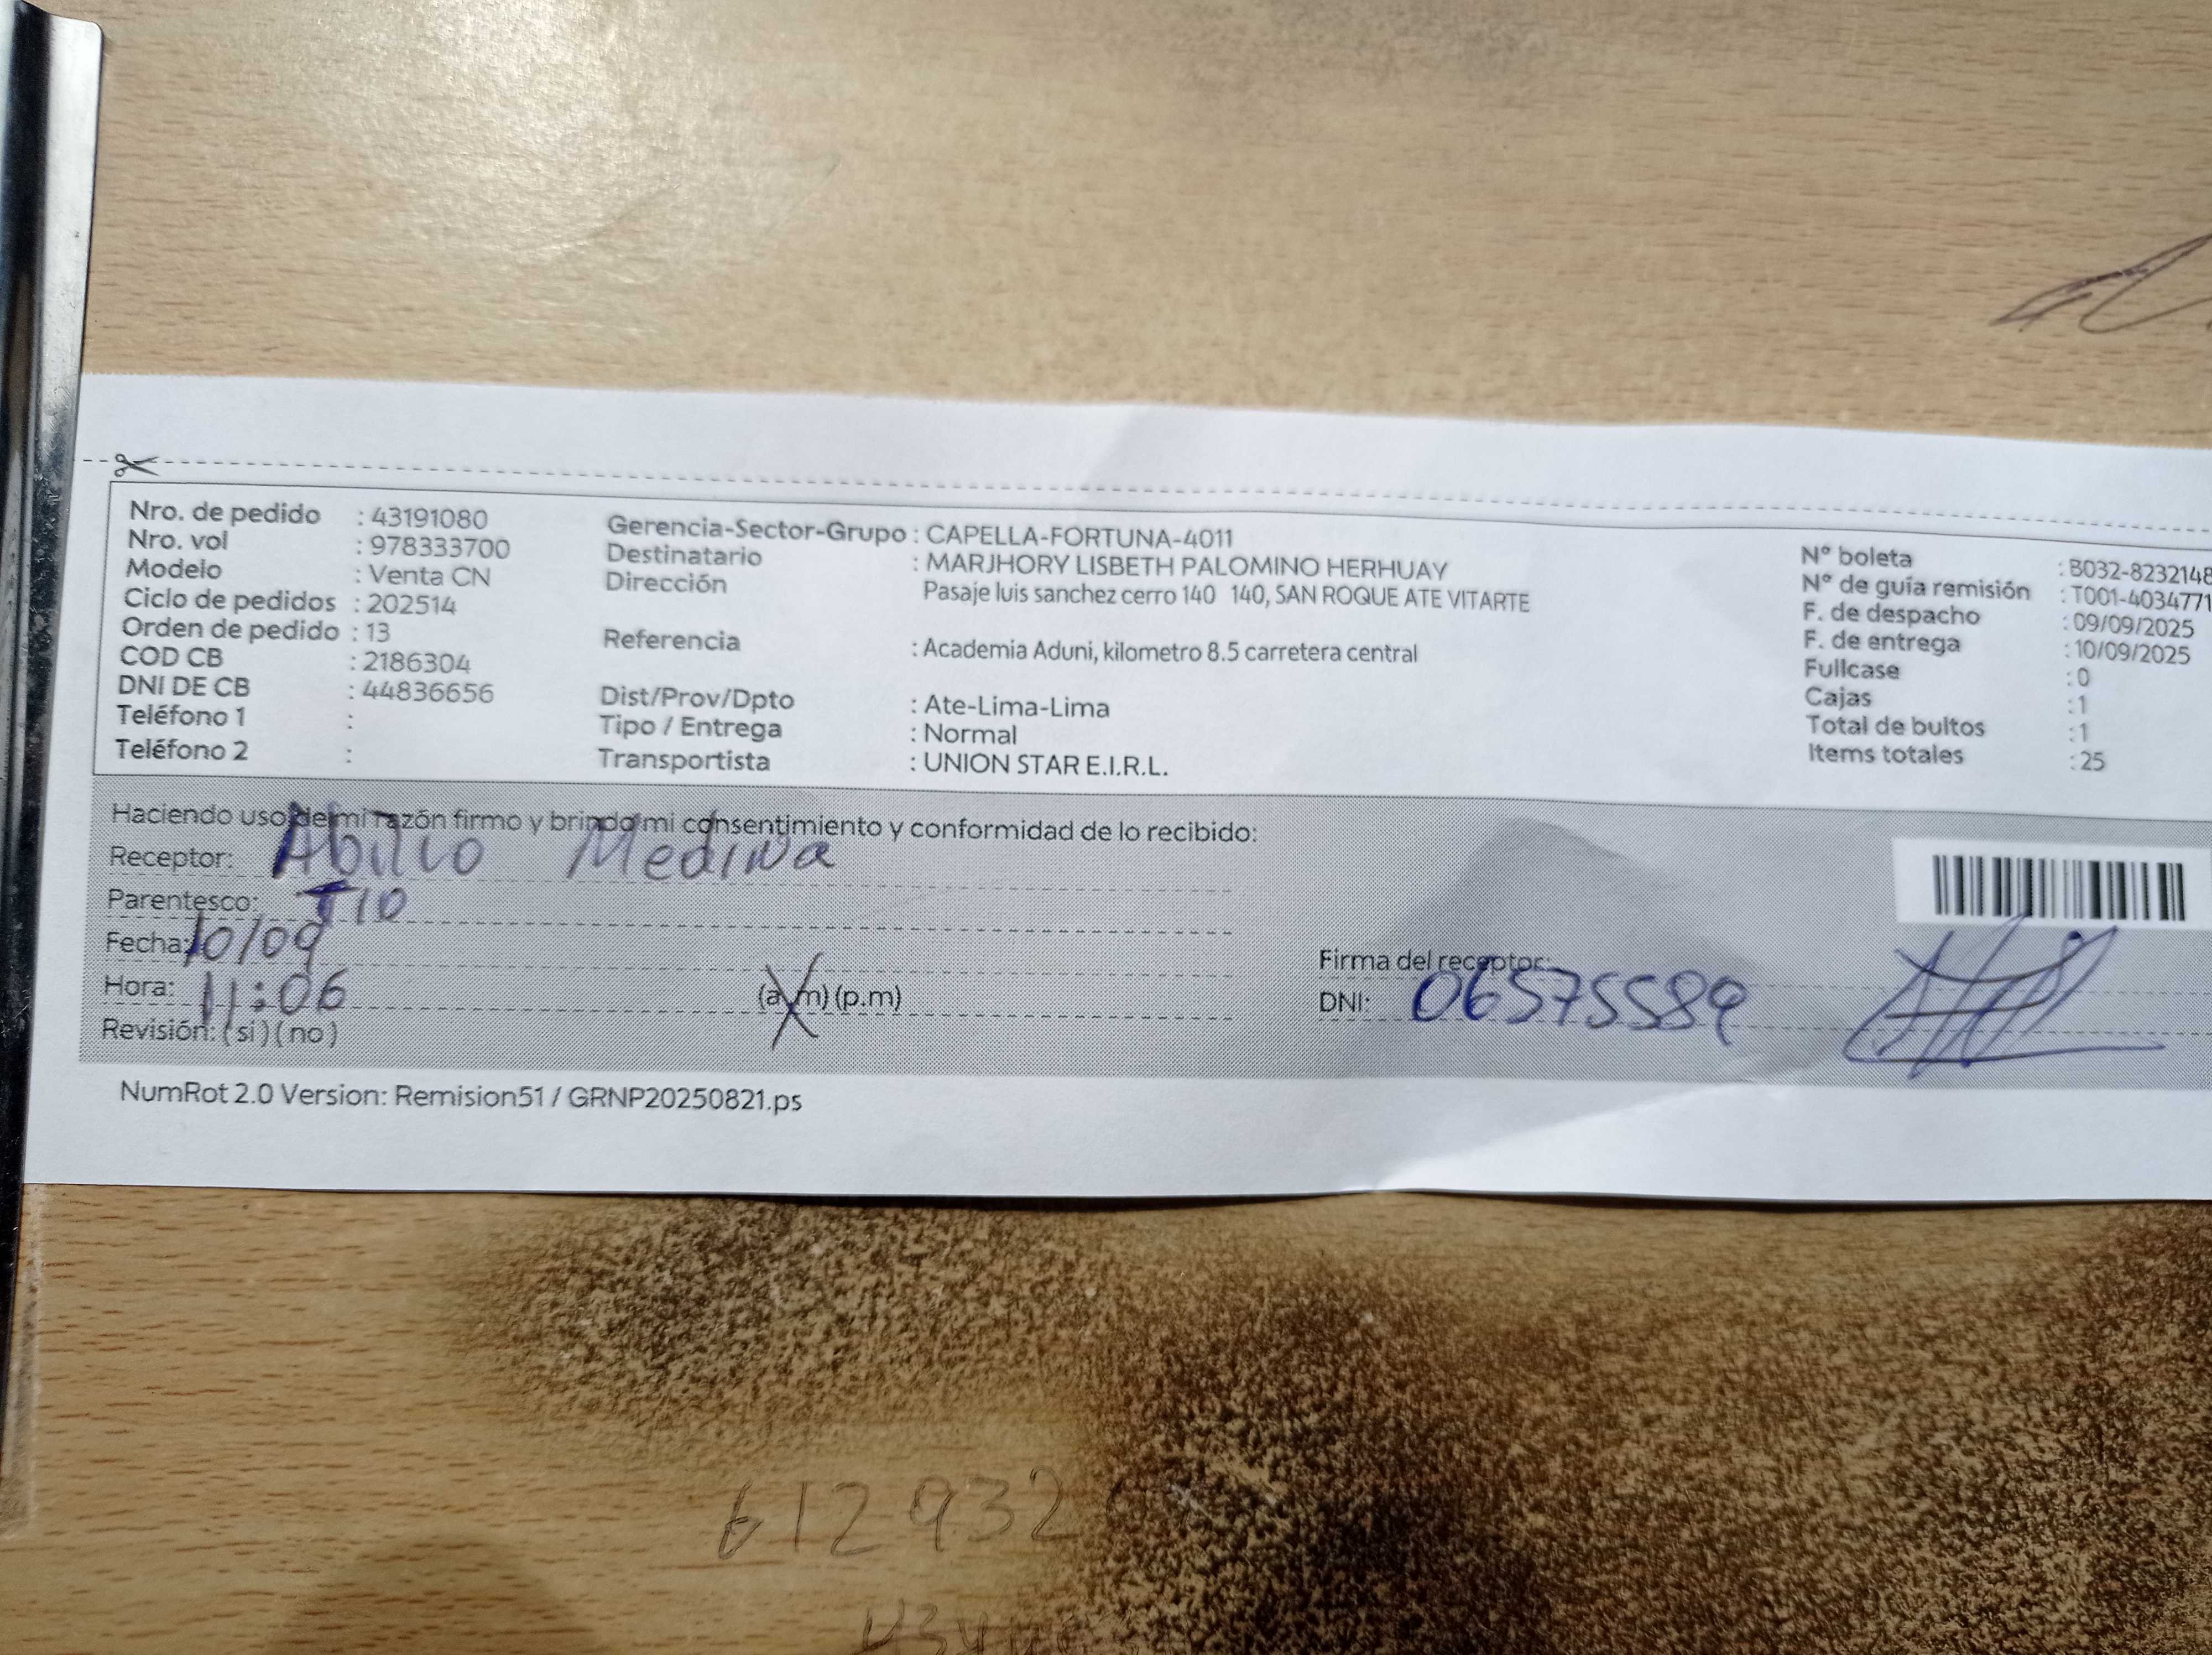 Nro. de pedido : 43191080
Nro. vol : 978333700
Modelo : Venta CN
Ciclo de pedidos : 202514
Orden de pedido : 13
COD CB : 2186304
DNI DE CB : 44836656
Teléfono 1 :
Teléfono 2 :
Gerencia-Sector-Grupo : CAPELLA-FORTUNA-4011
Destinatario : MARJHORY LISBETH PALOMINO HERHUAY
Dirección Pasaje luis sanchez cerro 140 140, SAN ROQUE ATE VITARTE
Referencia : Academia Aduni, kilometro 8.5 carretera central
Dist/Prov/Dpto : Ate-Lima-Lima
Tipo / Entrega : Normal
Transportista : UNION STAR E.I.R.L.
N° boleta : B032-8232148
N° de guía remisión : T001-4034771
F. de despacho : 09/09/2025
F. de entrega : 10/09/2025
Fullcase : 0
Cajas : 1
Total de bultos : 1
Items totales : 25
Haciendo uso de mi razón firmo y brindo mi consentimiento y conformidad de lo recibido:
Receptor: Abilio Medina
Parentesco: TIO
Fecha: 10/09
Hora: 11:06 (a.m) (p.m)
Revisión: (si) (no)
Firma del receptor:
DNI: 06575589
NumRot 2.0 Version: Remision51 / GRNP20250821.ps
612932